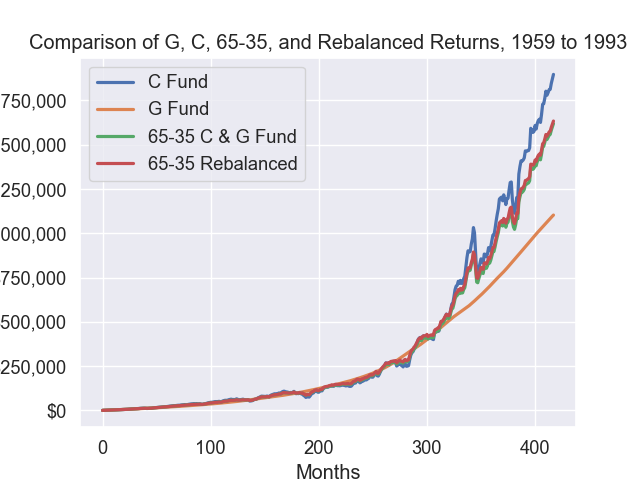 Comparison of G, C, 65-35, and Rebalanced Returns, 1959 to 1993
C Fund
G Fund
65-35 C & G Fund
65-35 Rebalanced
750,000
500,000
250,000
000,000
750,000
500,000
250,000
$0
0 100 200 300 400
Months